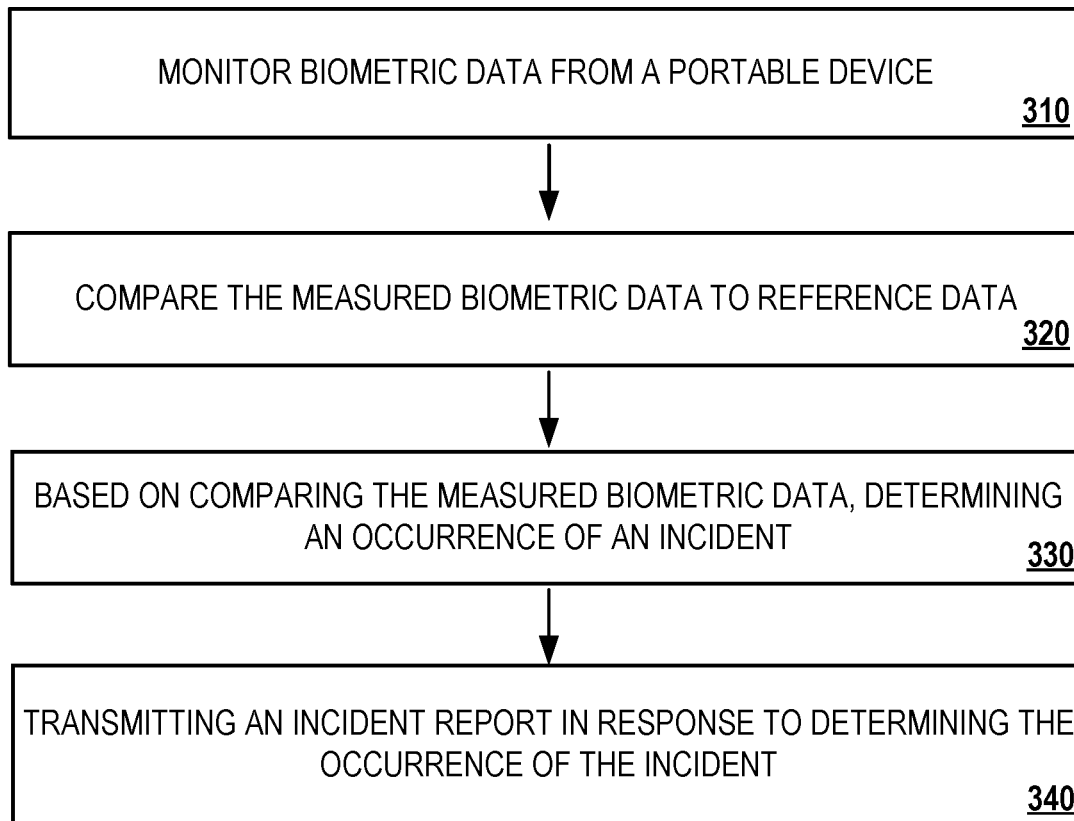 MONITOR BIOMETRIC DATA FROM A PORTABLE DEVICE
310
COMPARE THE MEASURED BIOMETRIC DATA TO REFERENCE DATA
320
BASED ON COMPARING THE MEASURED BIOMETRIC DATA, DETERMINING
AN OCCURRENCE OF AN INCIDENT
330
TRANSMITTING AN INCIDENT REPORT IN RESPONSE TO DETERMINING THE
OCCURRENCE OF THE INCIDENT
340